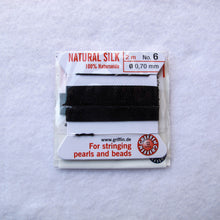 NATURAL SILK 2 m No. 6
100% Naturseide Ø 0,70 mm
www.griffin.de
For stringing
pearls and beads